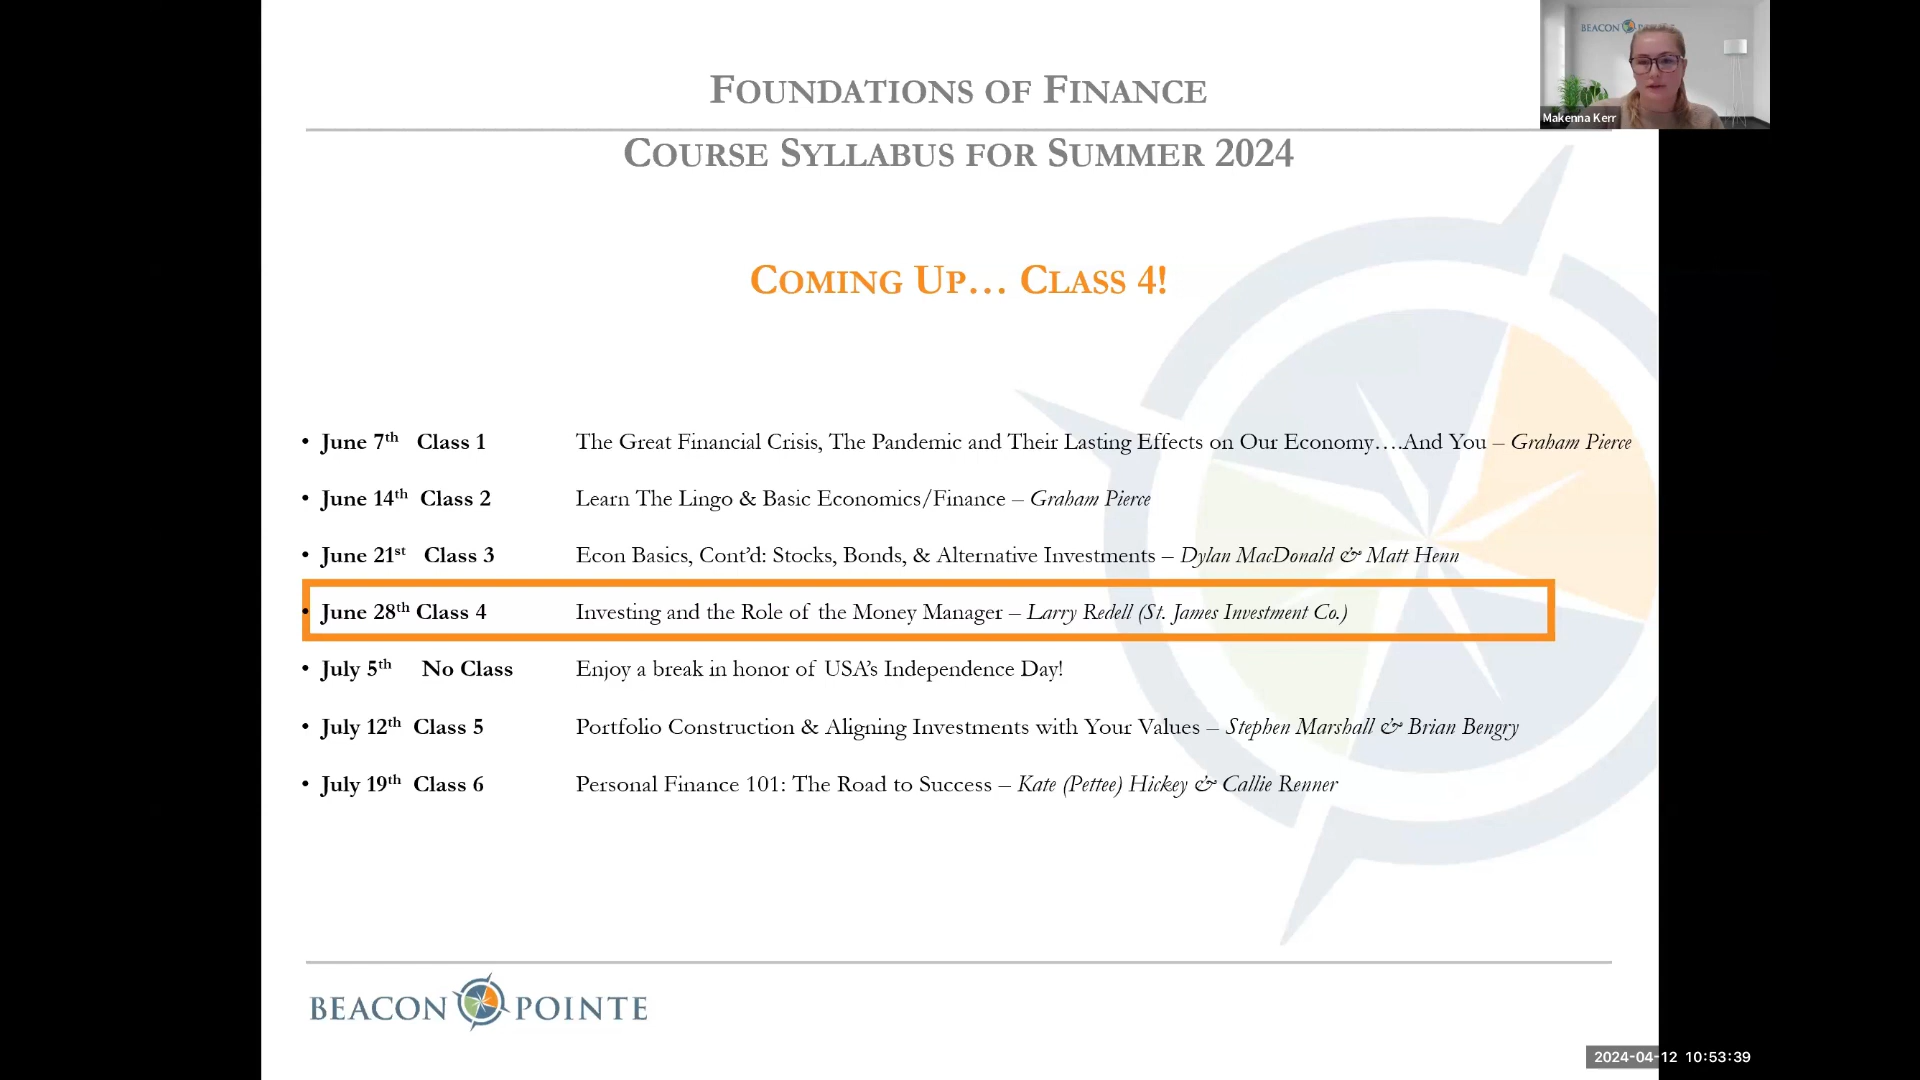 FOUNDATIONS OF FINANCE
COURSE SYLLABUS FOR SUMMER 2024
COMING UP… CLASS 4!
• June 7th Class 1 The Great Financial Crisis, The Pandemic and Their Lasting Effects on Our Economy….And You – Graham Pierce
• June 14th Class 2 Learn The Lingo & Basic Economics/Finance – Graham Pierce
• June 21st Class 3 Econ Basics, Cont’d: Stocks, Bonds, & Alternative Investments – Dylan MacDonald & Matt Henn
• June 28th Class 4 Investing and the Role of the Money Manager – Larry Redell (St. James Investment Co.)
• July 5th No Class Enjoy a break in honor of USA’s Independence Day!
• July 12th Class 5 Portfolio Construction & Aligning Investments with Your Values – Stephen Marshall & Brian Bengry
• July 19th Class 6 Personal Finance 101: The Road to Success – Kate (Pettee) Hickey & Callie Renner
BEACON POINTE
BEACON
Makenna Kerr
2024-04-12 10:53:39